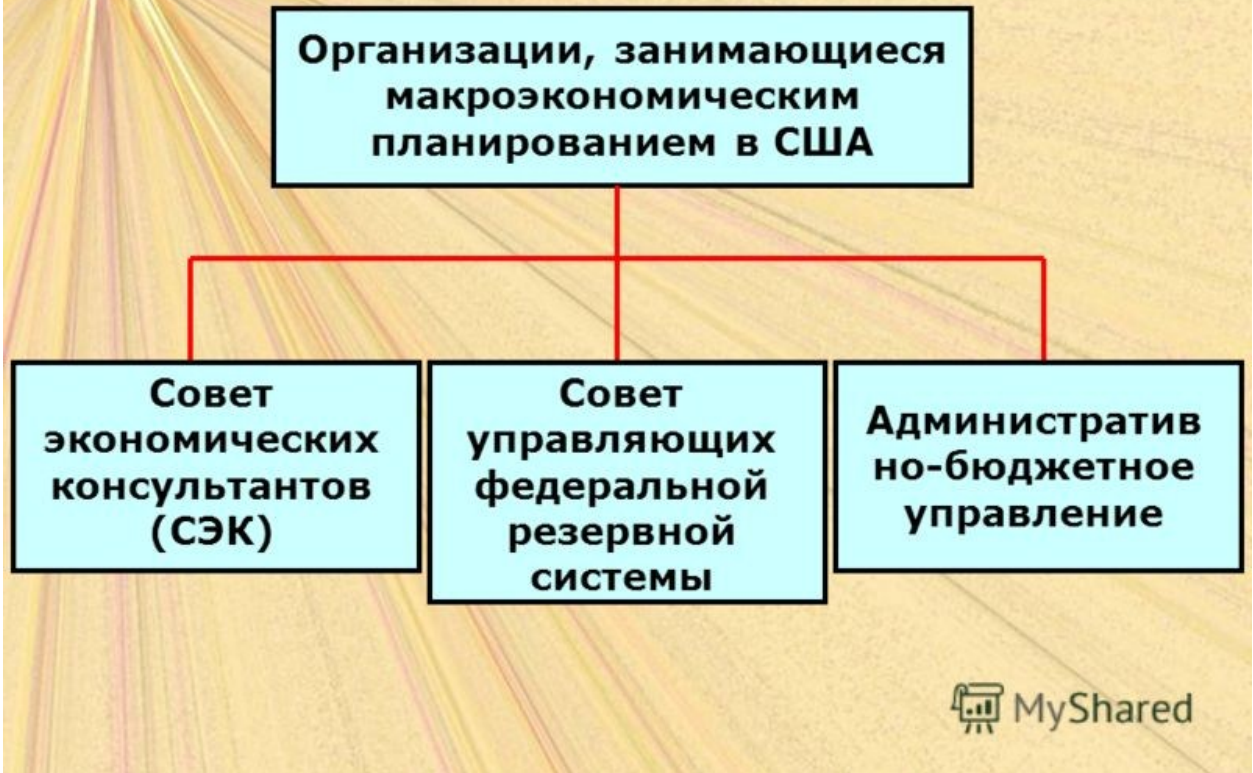 Организации, занимающиеся
макроэкономическим
планированием в США
Совет
экономических
консультантов
(СЭК)
Совет
управляющих
федеральной
резервной
системы
Административ
но-бюджетное
управление
MyShared